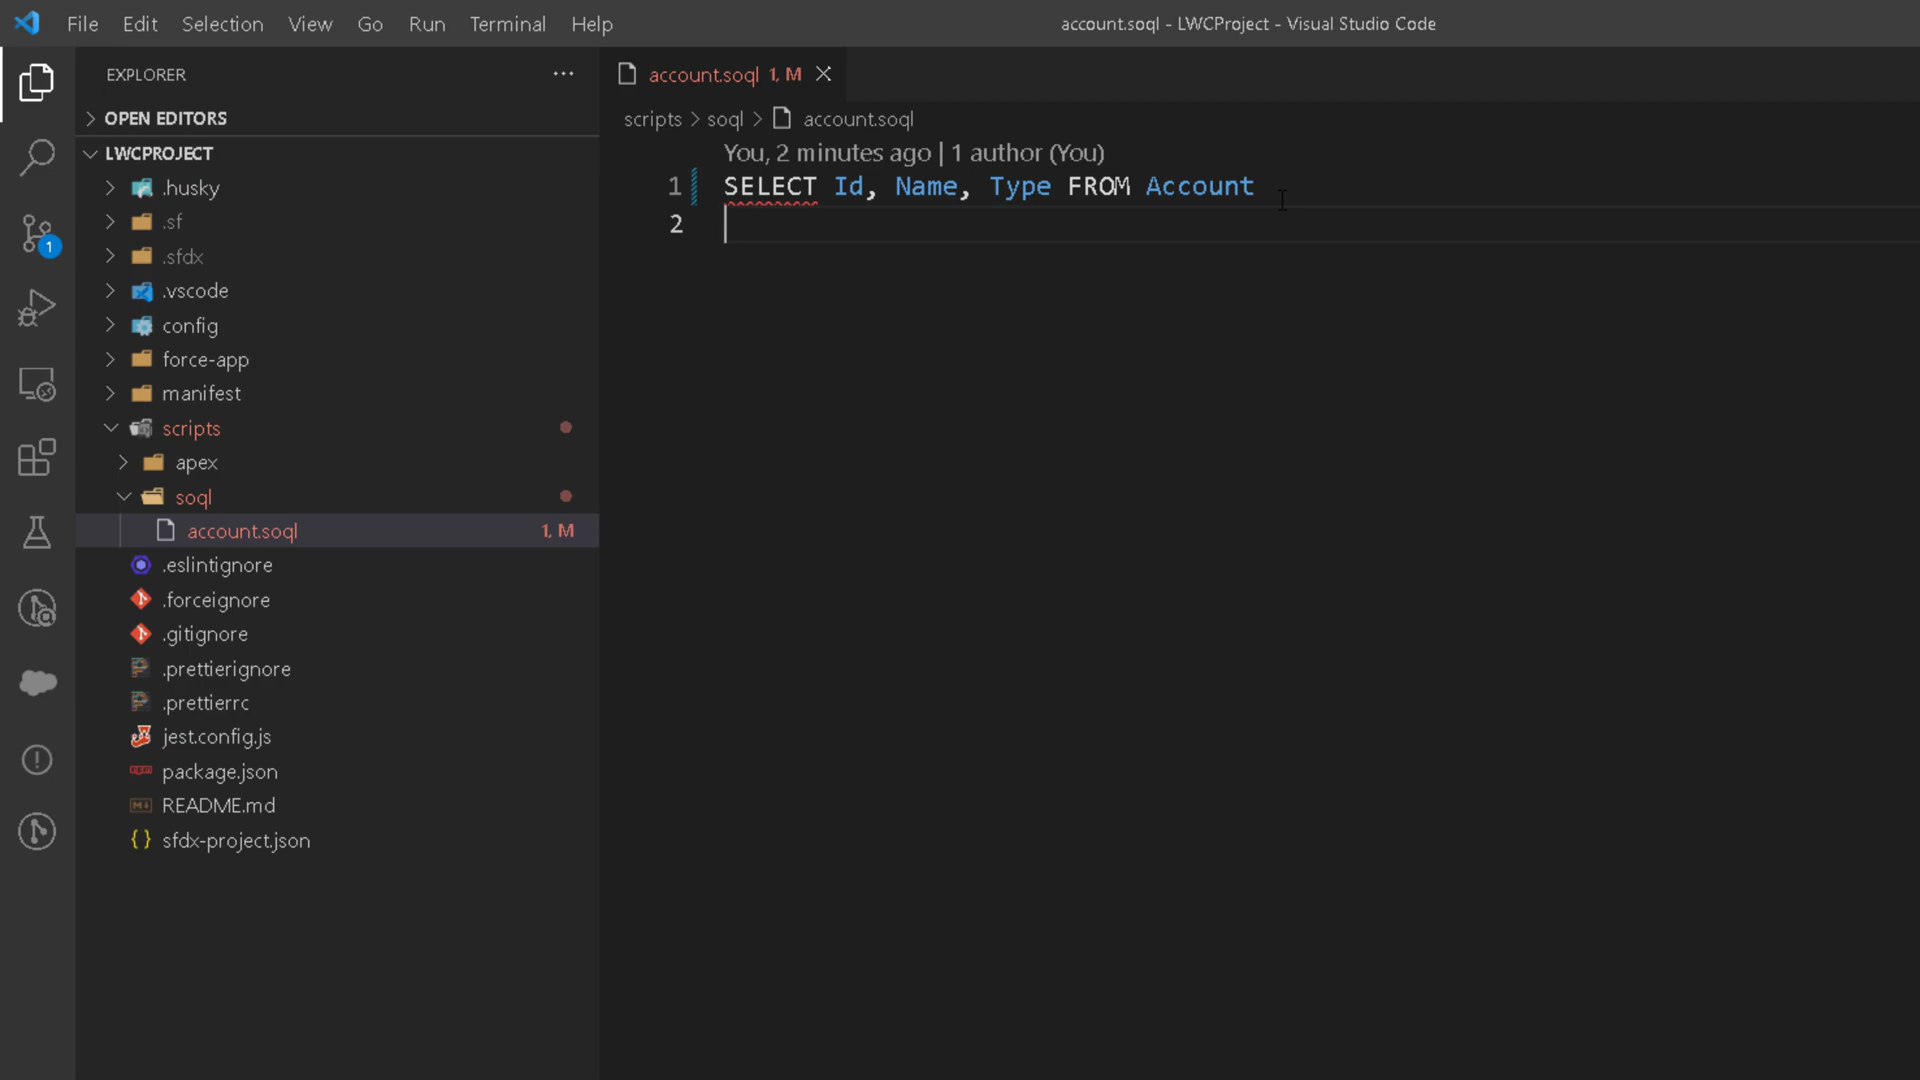 File Edit Selection View Go Run Terminal Help
account.soql - LWCProject - Visual Studio Code
EXPLORER
OPEN EDITORS
LWCPROJECT
.husky
.sf
.sfdx
.vscode
config
force-app
manifest
scripts
apex
soql
account.soql 1, M
.eslintignore
.forceignore
.gitignore
.prettierignore
.prettierrc
jest.config.js
package.json
README.md
sfdx-project.json
1
account.soql 1, M
scripts > soql > account.soql
You, 2 minutes ago | 1 author (You)
1 SELECT Id, Name, Type FROM Account
2